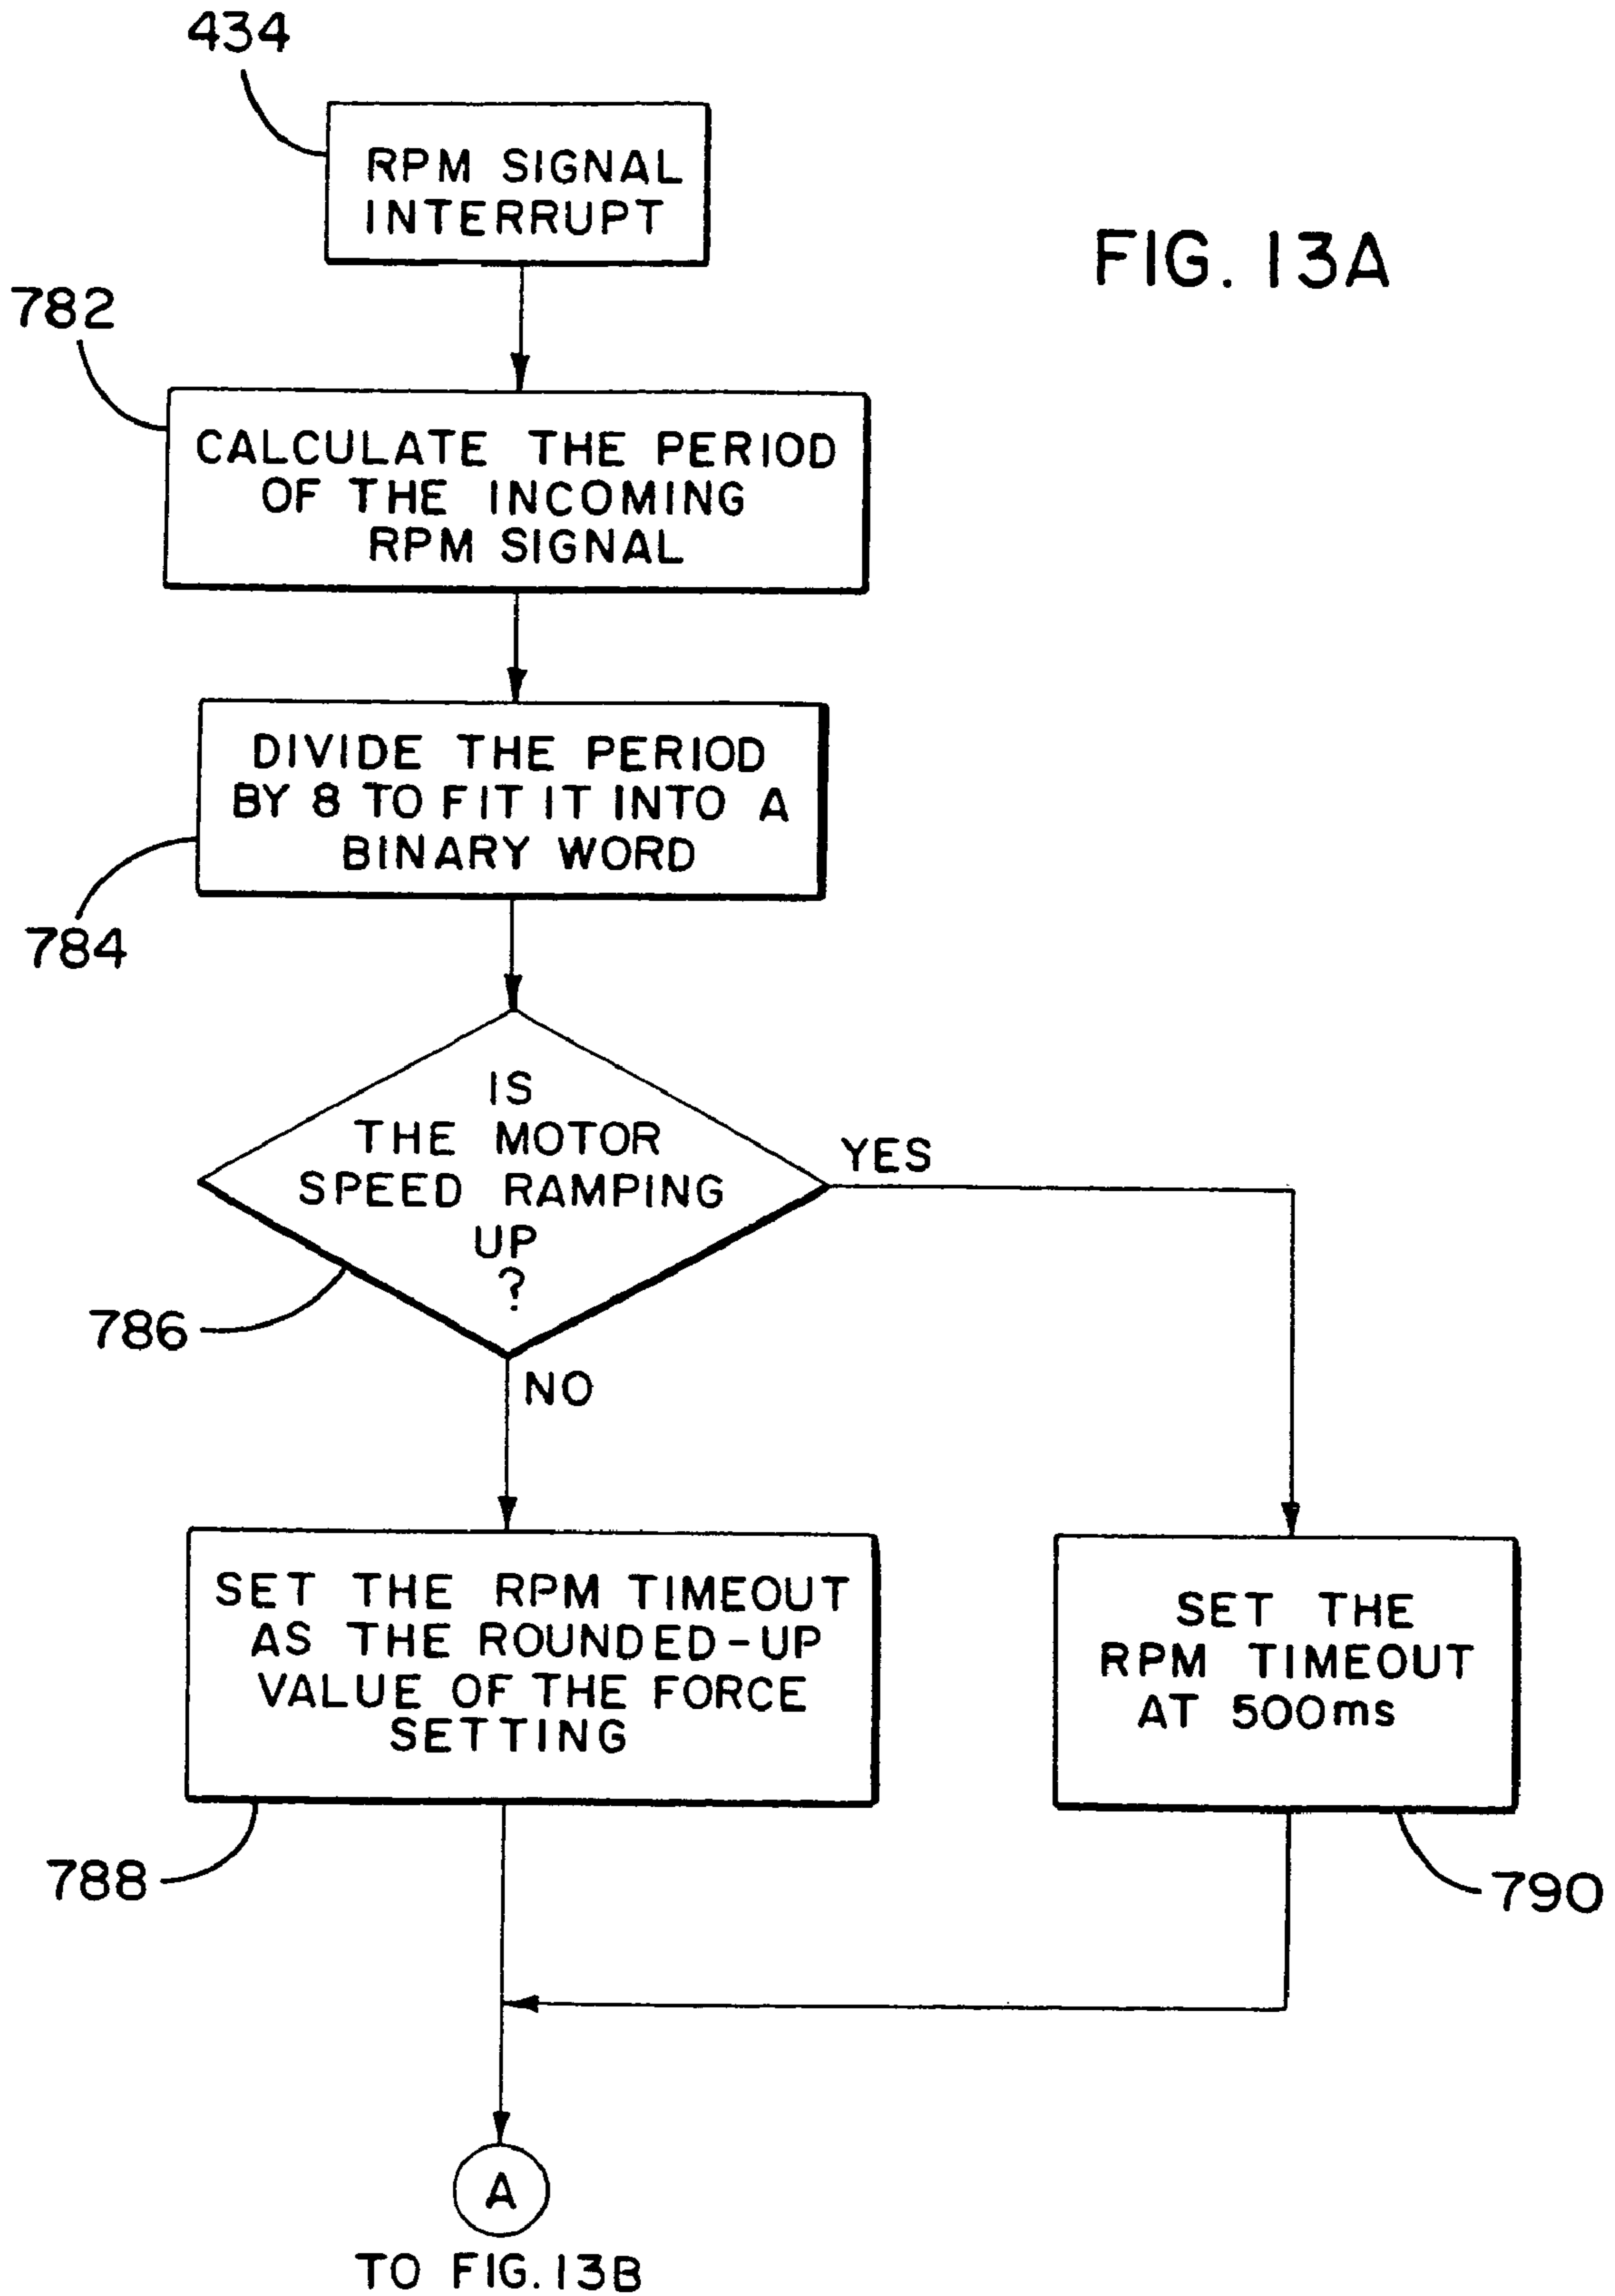 434
RPM SIGNAL
INTERRUPT
FIG. 13A
782
CALCULATE THE PERIOD
OF THE INCOMING
RPM SIGNAL
DIVIDE THE PERIOD
BY 8 TO FIT IT INTO A
BINARY WORD
784
IS
THE MOTOR
SPEED RAMPING
UP
?
YES
786
NO
SET THE RPM TIMEOUT
AS THE ROUNDED-UP
VALUE OF THE FORCE
SETTING
SET THE
RPM TIMEOUT
AT 500ms
788
790
A
TO FIG. 13B